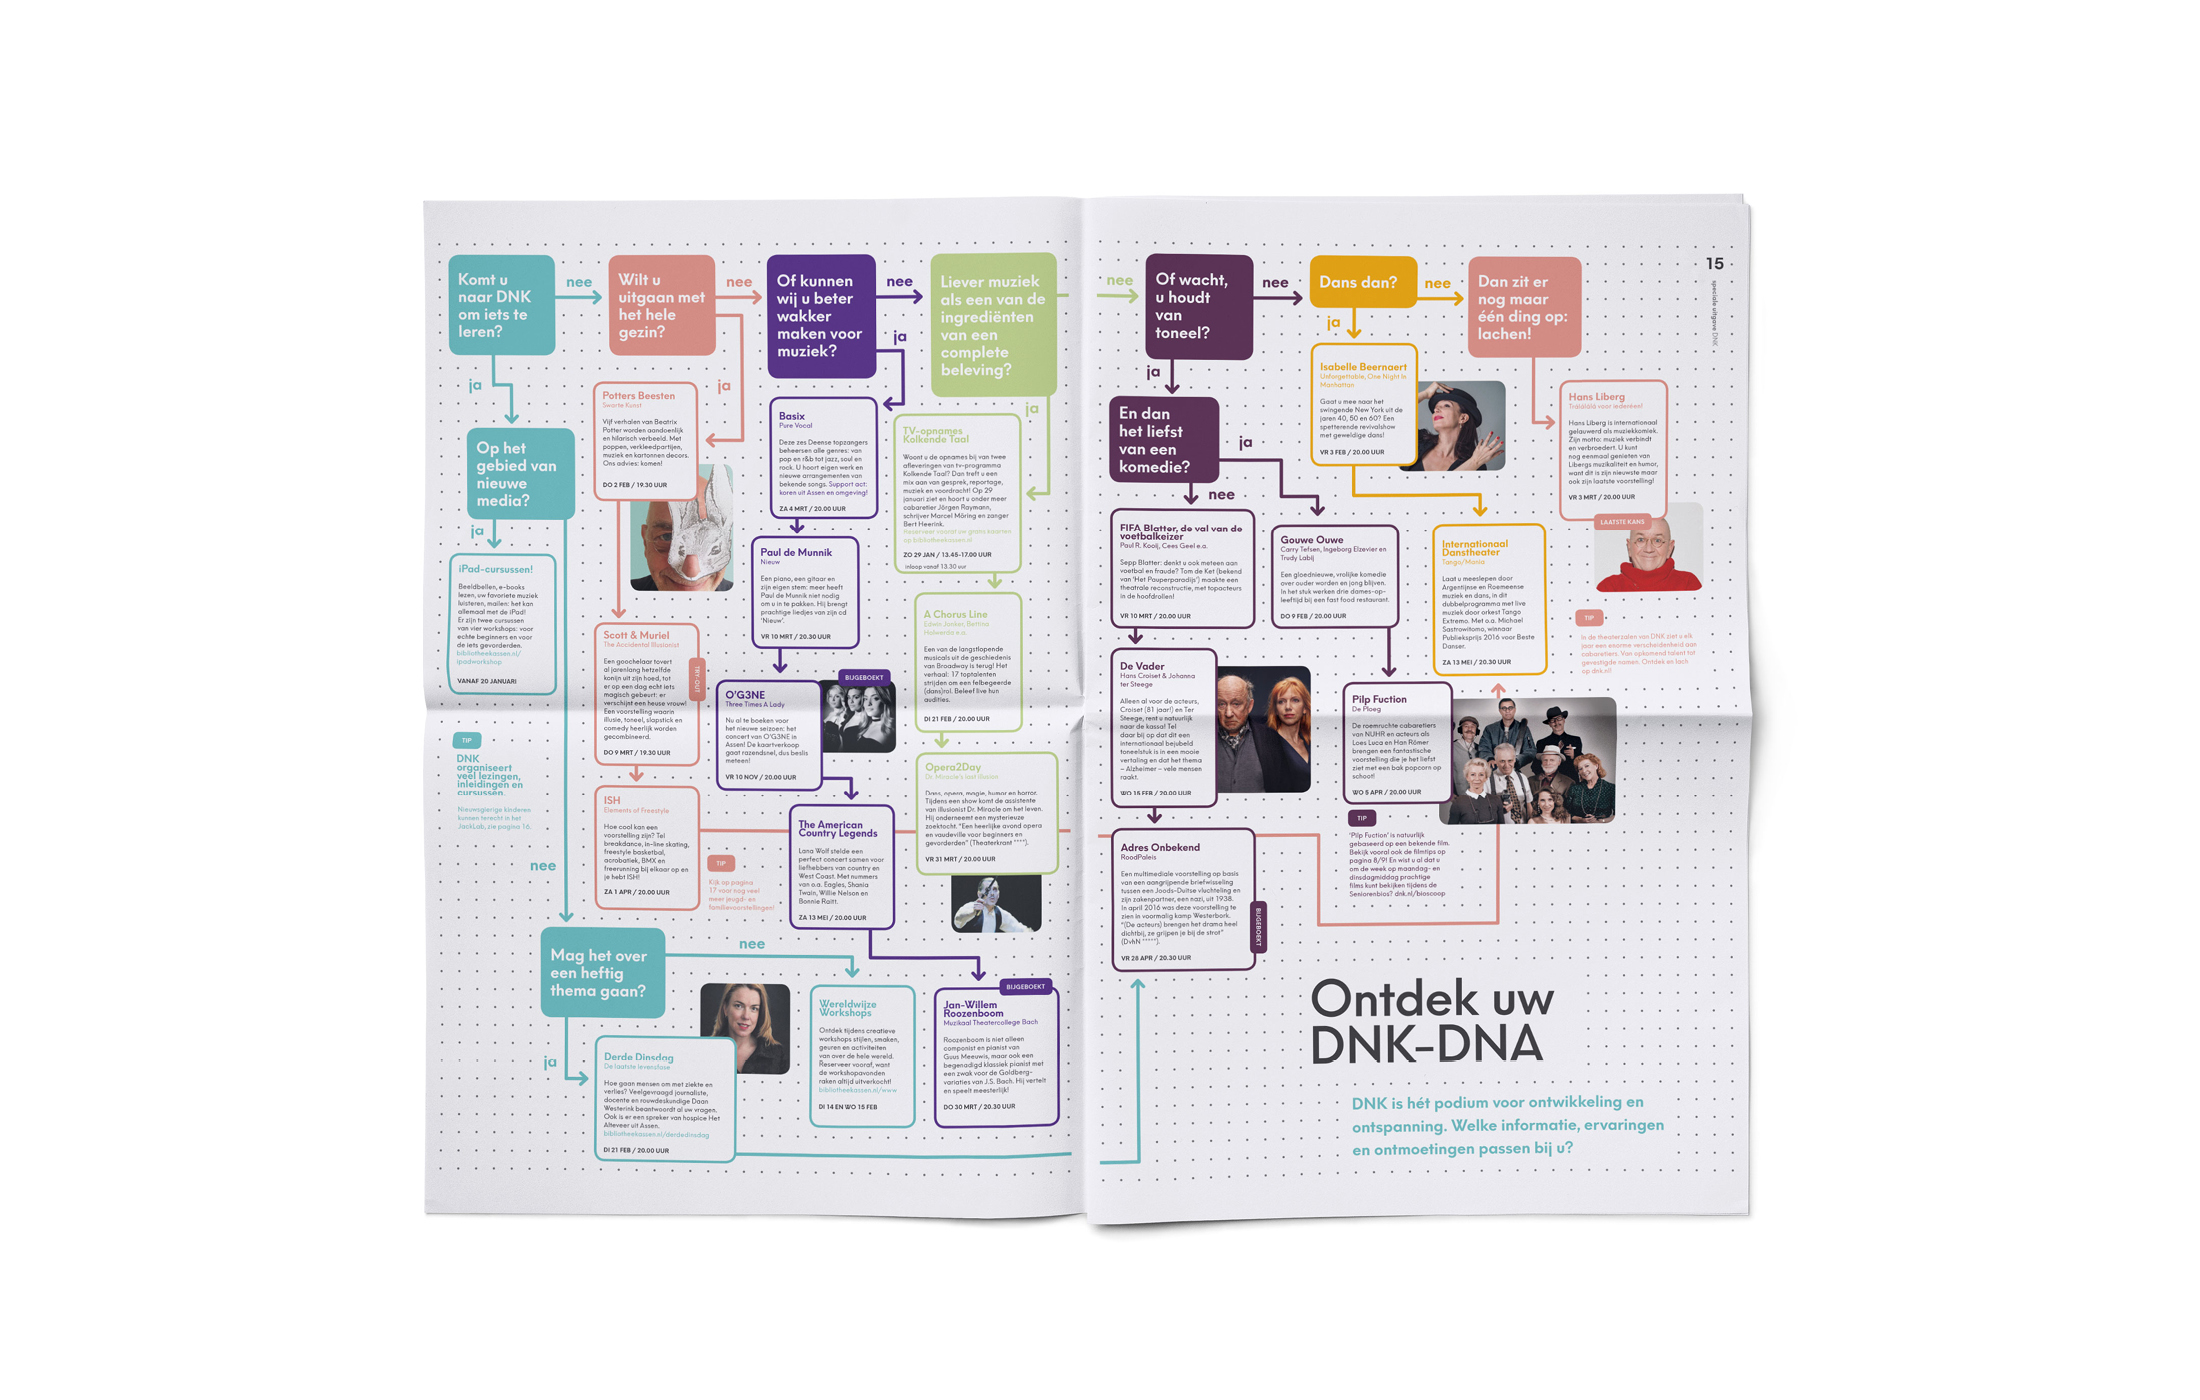 Komt u
naar DNK
om iets te
leren?
nee
ja
Op het
gebied van
nieuwe
media?
ja
iPad-cursussen!
Beeldbellen, e-books
lezen, uw favoriete muziek
luisteren, mailen: het kan
allemaal met de iPad!
Er zijn twee cursussen
van vier workshops: voor
echte beginners en voor
de iets gevorderden.
bibliotheekassen.nl/
ipadworkshop
VANAF 20 JANUARI
TIP
DNK
organiseert
veel lezingen,
inleidingen en
cursussen.
Nieuwsgierige kinderen
kunnen terecht in het
JackLab, zie pagina 16.
nee
Mag het over
een heftig
thema gaan?
nee
ja
Derde Dinsdag
De laatste levensfase
Hoe gaan mensen om met ziekte en
verlies? Veelgevraagd journaliste,
docente en rouwdeskundige Daan
Westerink beantwoordt al uw vragen.
Ook is er een spreker van hospice Het
Alteveer uit Assen.
bibliotheekassen.nl/derdedinsdag
DI 21 FEB / 20.00 UUR
Wereldwijze
Workshops
Ontdek tijdens creatieve
workshops stijlen, smaken,
geuren en activiteiten
van over de hele wereld.
Reserveer vooraf, want
de workshopavonden
raken altijd uitverkocht!
bibliotheekassen.nl/www
DI 14 EN WO 15 FEB
Wilt u
uitgaan met
het hele
gezin?
nee
ja
Potters Beesten
Swarte Kunst
Vijf verhalen van Beatrix
Potter worden aandoenlijk
en hilarisch verbeeld. Met
poppen, verkleedpartijen,
muziek en kartonnen decors.
Ons advies: komen!
DO 2 FEB / 19.30 UUR
Scott & Muriel
The Accidental Illusionist
TRY-OUT
Een goochelaar tovert
al jarenlang hetzelfde
konijn uit zijn hoed, tot
er op een dag echt iets
magisch gebeurt: er
verschijnt een heuse vrouw!
Een voorstelling waarin
illusie, toneel, slapstick en
comedy heerlijk worden
gecombineerd.
DO 9 MRT / 19.30 UUR
ISH
Elements of Freestyle
Hoe cool kan een
voorstelling zijn? Tel
breakdance, in-line skating,
freestyle basketbal,
acrobatiek, BMX en
freerunning bij elkaar op en
je hebt ISH!
ZA 1 APR / 20.00 UUR
TIP
Kijk op pagina
17 voor nog veel
meer jeugd- en
familievoorstellingen!
Of kunnen
wij u beter
wakker
maken voor
muziek?
nee
ja
Basix
Pure Vocal
Deze zes Deense topzangers
beheersen alle genres: van
pop en r&b tot jazz, soul en
rock. U hoort eigen werk en
nieuwe arrangementen van
bekende songs. Support act:
koren uit Assen en omgeving!
ZA 4 MRT / 20.00 UUR
Paul de Munnik
Nieuw
Een piano, een gitaar en
zijn eigen stem: meer heeft
Paul de Munnik niet nodig
om u in te pakken. Hij brengt
prachtige liedjes van zijn cd
'Nieuw'.
VR 10 MRT / 20.30 UUR
BIJGEBOEKT
O'G3NE
Three Times A Lady
Nu al te boeken voor
het nieuwe seizoen: het
concert van O'G3NE in
Assen! De kaartverkoop
gaat razendsnel, dus beslis
meteen!
VR 10 NOV / 20.00 UUR
The American
Country Legends
Lana Wolf stelde een
perfect concert samen voor
liefhebbers van country en
West Coast. Met nummers
van o.a. Eagles, Shania
Twain, Willie Nelson en
Bonnie Raitt.
ZA 13 MEI / 20.00 UUR
BIJGEBOEKT
Jan-Willem
Roozenboom
Muzikaal Theatercollege Bach
Roozenboom is niet alleen
componist en pianist van
Guus Meeuwis, maar ook een
begenadigd klassiek pianist met
een zwak voor de Goldberg-
variaties van J.S. Bach. Hij vertelt
en speelt meesterlijk!
DO 30 MRT / 20.30 UUR
Liever muziek
als een van de
ingrediënten
van een
complete
beleving?
ja
TV-opnames
Kolkende Taal
Woont u de opnames bij van twee
afleveringen van tv-programma
Kolkende Taal? Dan treft u een
mix aan van gesprek, reportage,
muziek en voordracht! Op 29
januari ziet en hoort u onder meer
cabaretier Jörgen Raymann,
schrijver Marcel Möring en zanger
Bert Heerink.
Reserveer vooraf uw gratis kaarten
op bibliotheekassen.nl
ZO 29 JAN / 13.45-17.00 UUR
inloop vanaf 13.30 uur
A Chorus Line
Edwin Jonker, Bettina
Holwerda e.a.
Een van de langstlopende
musicals uit de geschiedenis
van Broadway is terug! Het
verhaal: 17 toptalenten
strijden om een felbegeerde
(dans)rol. Beleef live hun
audities.
DI 21 FEB / 20.00 UUR
Opera2Day
Dr. Miracle's last illusion
Dans, opera, magie, humor en horror.
Tijdens een show komt de assistente
van illusionist Dr. Miracle om het leven.
Hij onderneemt een mysterieuze
zoektocht. "Een heerlijke avond opera
en vaudeville voor beginners en
gevorderden" (Theaterkrant ****).
VR 31 MRT / 20.00 UUR
nee
Of wacht,
u houdt
van
toneel?
nee
ja
En dan
het liefst
van een
komedie?
ja
nee
FIFA Blatter, de val van de
voetbalkeizer
Paul R. Kooij, Cees Geel e.a.
Sepp Blatter: denkt u ook meteen aan
voetbal en fraude? Tom de Ket (bekend
van 'Het Pauperparadijs') maakte een
theatrale reconstructie, met topacteurs
in de hoofdrollen!
VR 10 MRT / 20.00 UUR
De Vader
Hans Croiset & Johanna
ter Steege
Alleen al voor de acteurs,
Croiset (81 jaar!) en Ter
Steege, rent u natuurlijk
naar de kassa! Tel
daar bij op dat dit een
internationaal bejubeld
toneelstuk is in een mooie
vertaling en dat het thema
– Alzheimer – vele mensen
raakt.
WO 15 FEB / 20.00 UUR
Adres Onbekend
RoodPaleis
Een multimediale voorstelling op basis
van een aangrijpende briefwisseling
tussen een Joods-Duitse vluchteling en
zijn zakenpartner, een nazi, uit 1938.
In april 2016 was deze voorstelling te
zien in voormalig kamp Westerbork.
"(De acteurs) brengen het drama heel
dichtbij, ze grijpen je bij de strot"
(DvhN *****).
VR 28 APR / 20.30 UUR
BIJGEBOEKT
Gouwe Ouwe
Carry Tefsen, Ingeborg Elzevier en
Trudy Labij
Een gloednieuwe, vrolijke komedie
over ouder worden en jong blijven.
In het stuk werken drie dames-op-
leeftijd bij een fast food restaurant.
DO 9 FEB / 20.00 UUR
Pilp Fuction
De Ploeg
De roemruchte cabaretiers
van NUHR en acteurs als
Loes Luca en Han Römer
brengen een fantastische
voorstelling die je het liefst
ziet met een bak popcorn op
schoot!
WO 5 APR / 20.00 UUR
TIP
'Pilp Fuction' is natuurlijk
gebaseerd op een bekende film.
Bekijk vooral ook de filmtips op
pagina 8/9! En wist u al dat u
om de week op maandag- en
dinsdagmiddag prachtige
films kunt bekijken tijdens de
Seniorenbios? dnk.nl/bioscoop
Dans dan?
nee
ja
Isabelle Beernaert
Unforgettable, One Night In
Manhattan
Gaat u mee naar het
swingende New York uit de
jaren 40, 50 en 60? Een
spetterende revivalshow
met geweldige dans!
VR 3 FEB / 20.00 UUR
Internationaal
Danstheater
Tango/Mania
Laat u meeslepen door
Argentijnse en Roemeense
muziek en dans, in dit
dubbelprogramma met live
muziek door orkest Tango
Extremo. Met o.a. Michael
Sastrowitomo, winnaar
Publieksprijs 2016 voor Beste
Danser.
ZA 13 MEI / 20.30 UUR
Dan zit er
nog maar
één ding op:
lachen!
Hans Liberg
Tralálálá voor iedereen!
Hans Liberg is internationaal
gelauwerd als muziekkomiek.
Zijn motto: muziek verbindt
en verbroedert. U kunt
nog eenmaal genieten van
Libergs muzikaliteit en humor,
want dit is zijn nieuwste maar
ook zijn laatste voorstelling!
VR 3 MRT / 20.00 UUR
LAATSTE KANS
TIP
In de theaterzalen van DNK ziet u elk
jaar een enorme verscheidenheid aan
cabaretiers. Van opkomend talent tot
gevestigde namen. Ontdek en lach
op dnk.nl!
15
speciale uitgave DNK
Ontdek uw
DNK-DNA
DNK is hét podium voor ontwikkeling en
ontspanning. Welke informatie, ervaringen
en ontmoetingen passen bij u?